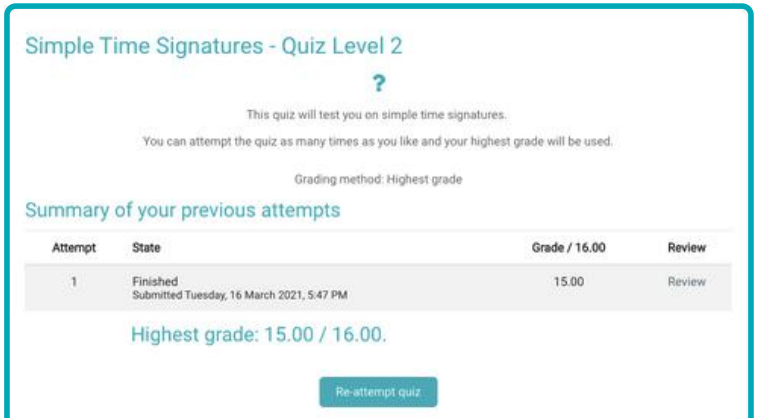 Simple Time Signatures - Quiz Level 2
?
This quiz will test you on simple time signatures.
You can attempt the quiz as many times as you like and your highest grade will be used.
Grading method: Highest grade
Summary of your previous attempts
Attempt State Grade / 16.00 Review
1 Finished 15.00 Review
Submitted Tuesday, 16 March 2021, 5:47 PM
Highest grade: 15.00 / 16.00.
Re-attempt quiz